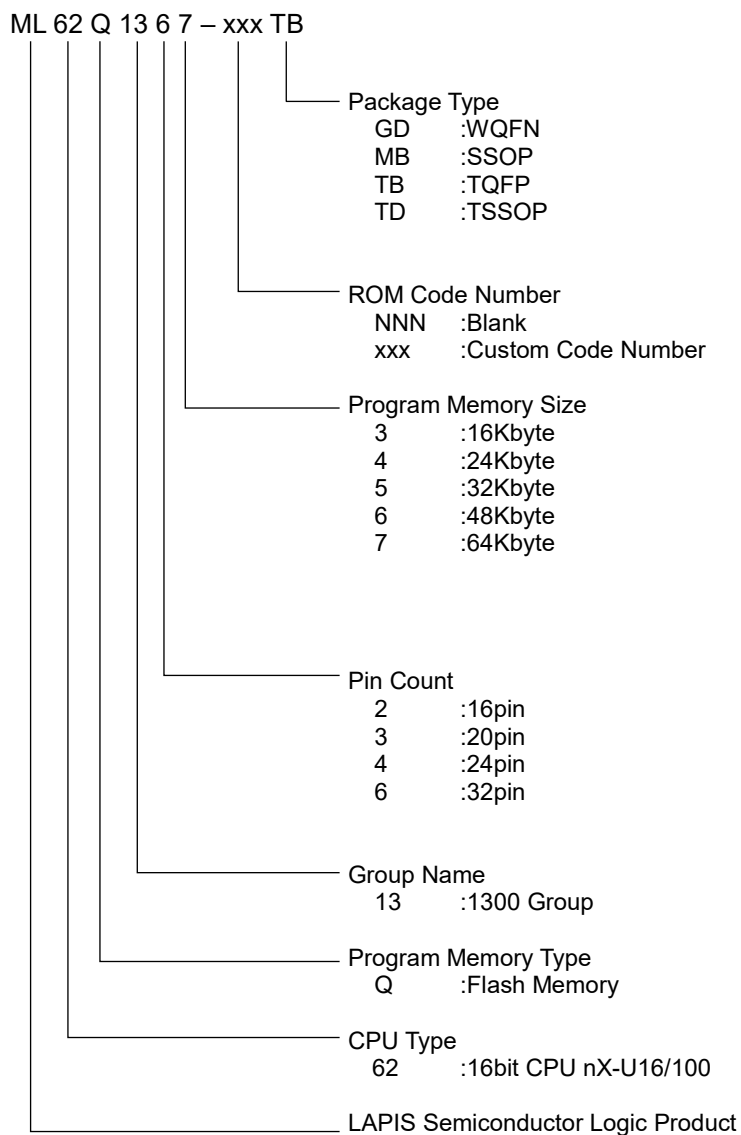 ML 62 Q 13 6 7 – xxx TB
Package Type
GD :WQFN
MB :SSOP
TB :TQFP
TD :TSSOP
ROM Code Number
NNN :Blank
xxx :Custom Code Number
Program Memory Size
3 :16Kbyte
4 :24Kbyte
5 :32Kbyte
6 :48Kbyte
7 :64Kbyte
Pin Count
2 :16pin
3 :20pin
4 :24pin
6 :32pin
Group Name
13 :1300 Group
Program Memory Type
Q :Flash Memory
CPU Type
62 :16bit CPU nX-U16/100
LAPIS Semiconductor Logic Product